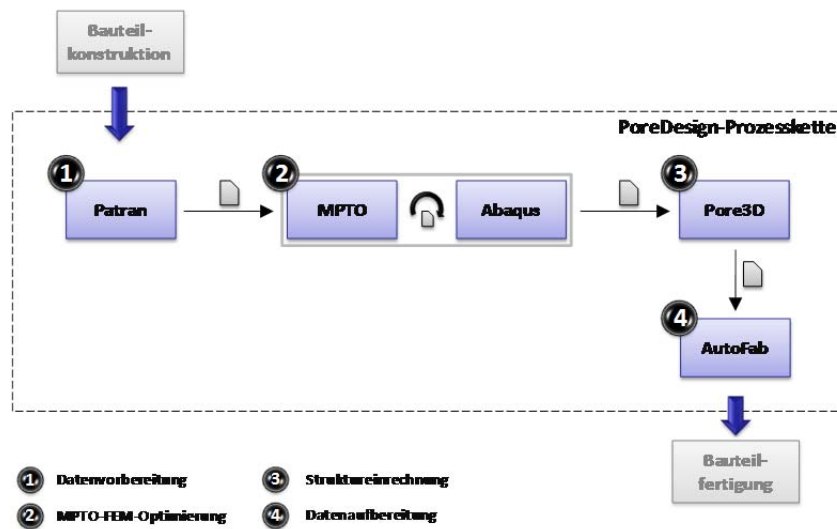 Bauteil-
konstruktion
PoreDesign-Prozesskette
1
2
3
Patran
MPTO
Abaqus
Pore3D
4
AutoFab
Bauteil-
fertigung
1 Datenvorbereitung
2 MPTO-FEM-Optimierung
3 Struktureinrechnung
4 Datenaufbereitung